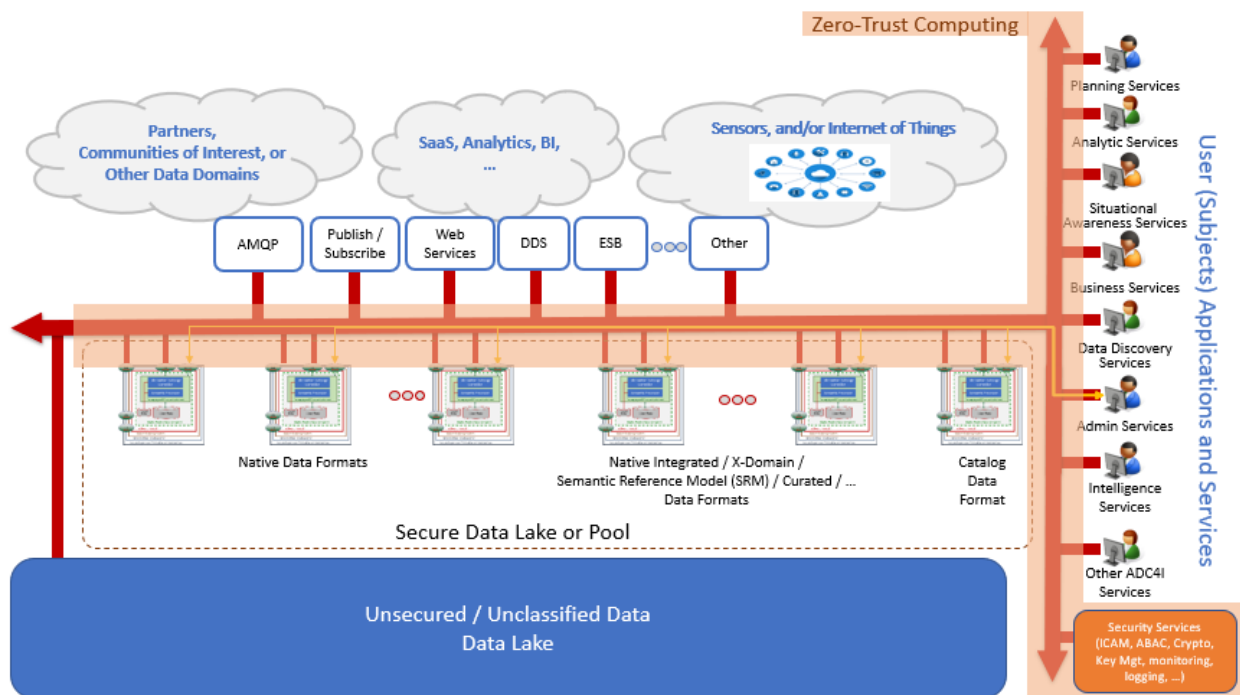 Zero-Trust Computing
Partners,
Communities of Interest, or
Other Data Domains
SaaS, Analytics, BI,
...
Sensors, and/or Internet of Things
AMQP
Publish /
Subscribe
Web
Services
DDS
ESB
Other
Planning Services
Analytic Services
Situational
Awareness Services
Business Services
Data Discovery
Services
Admin Services
Intelligence
Services
Other ADC4I
Services
User (Subjects) Applications and Services
Native Data Formats
Native Integrated / X-Domain /
Semantic Reference Model (SRM) / Curated / ...
Data Formats
Catalog
Data
Format
Secure Data Lake or Pool
Unsecured / Unclassified Data
Data Lake
Security Services
(ICAM, ABAC, Crypto,
Key Mgt, monitoring,
logging, ...)